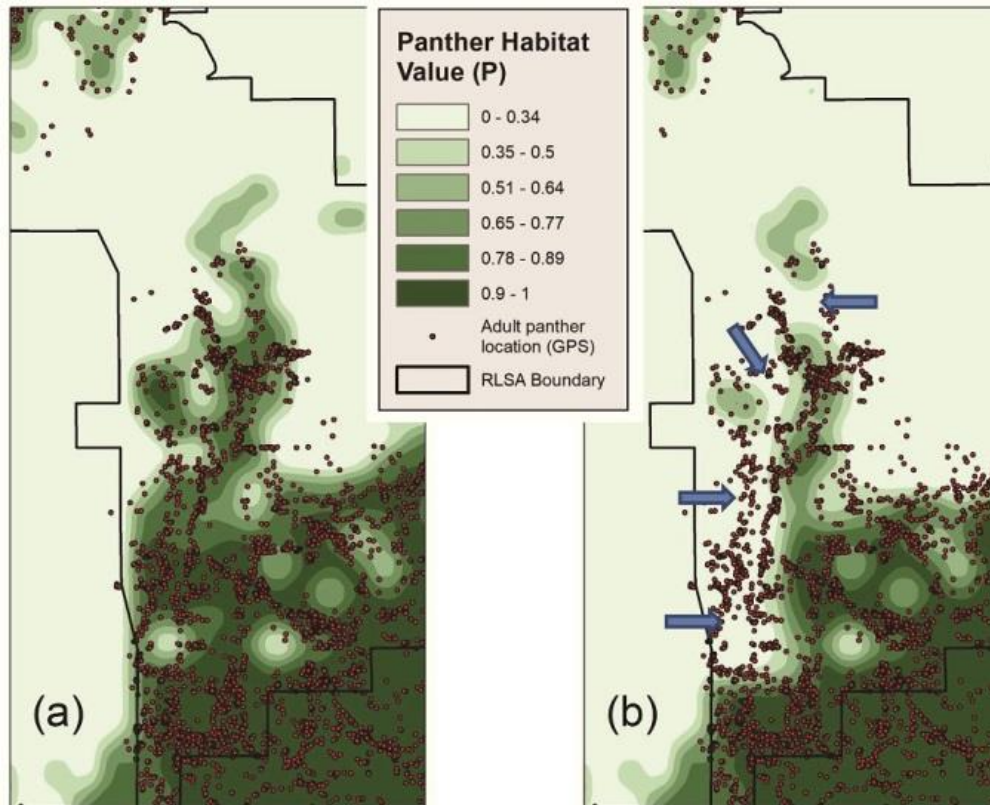 Panther Habitat
Value (P)
0 - 0.34
0.35 - 0.5
0.51 - 0.64
0.65 - 0.77
0.78 - 0.89
0.9 - 1
Adult panther
location (GPS)
RLSA Boundary
(a)
(b)